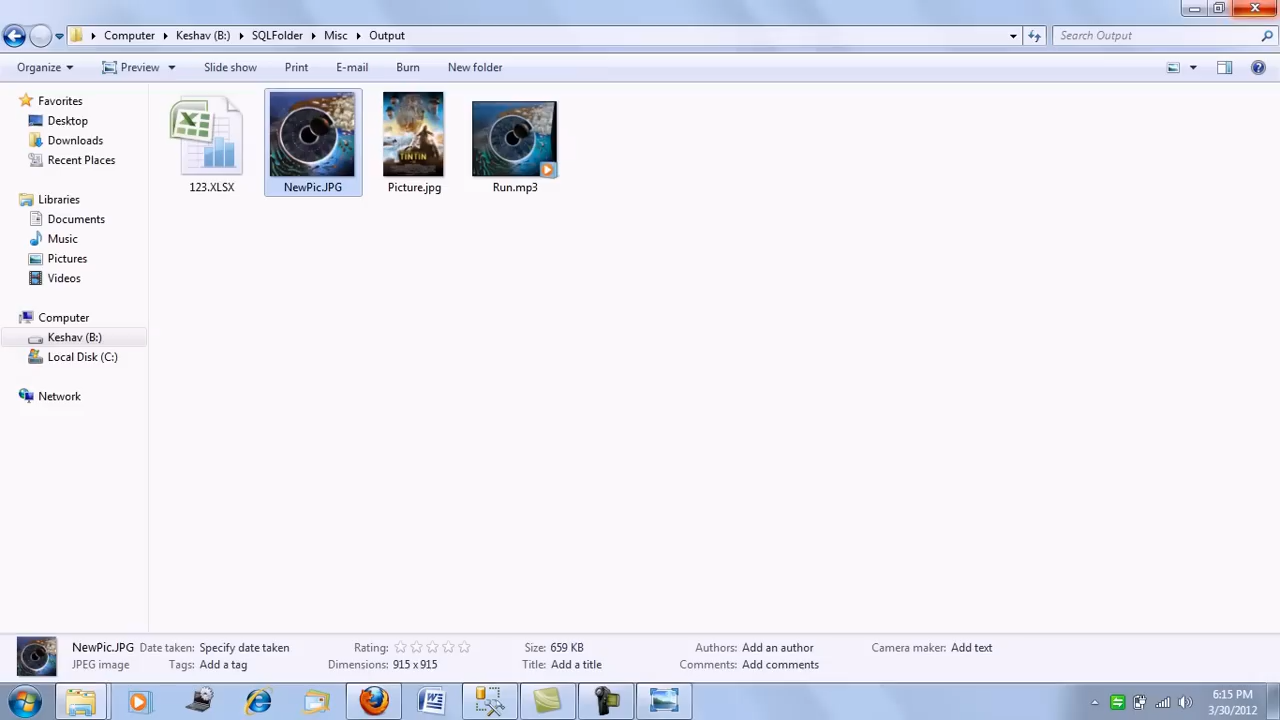 Computer Keshav (B:) SQLFolder Misc Output Search Output
Organize Preview Slide show Print E-mail Burn New folder
Favorites
Desktop
Downloads
Recent Places
Libraries
Documents
Music
Pictures
Videos
Computer
Keshav (B:)
Local Disk (C:)
Network
TINTIN
123.XLSX NewPic.JPG Picture.jpg Run.mp3
NewPic.JPG Date taken: Specify date taken Rating: Size: 659 KB Authors: Add an author Camera maker: Add text
JPEG image Tags: Add a tag Dimensions: 915 x 915 Title: Add a title Comments: Add comments
6:15 PM
3/30/2012